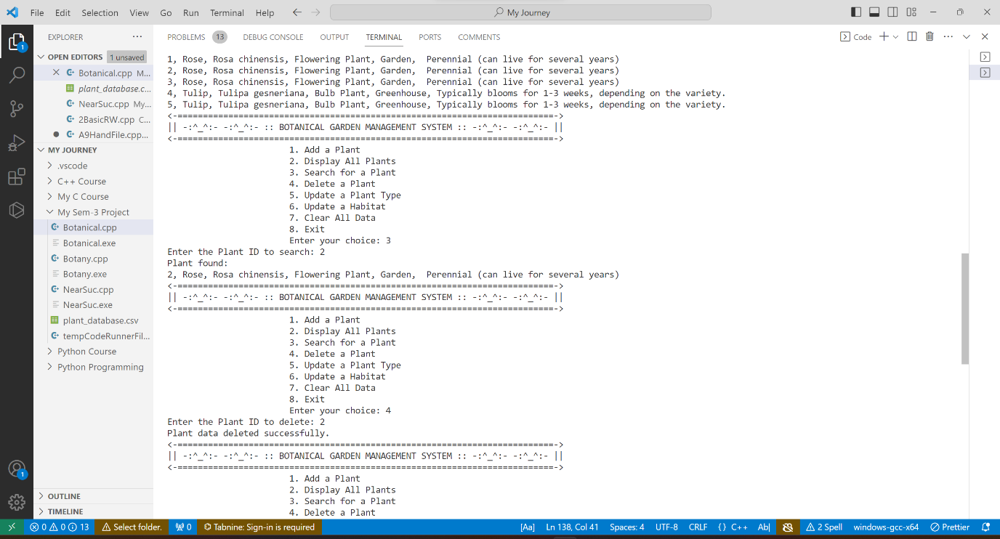 File Edit Selection View Go Run Terminal Help My Journey
EXPLORER
OPEN EDITORS 1 unsaved
Botanical.cpp M...
plant_database.c...
NearSuc.cpp My...
2BasicRW.cpp C...
A9HandFile.cpp...
MY JOURNEY
.vscode
C++ Course
My C Course
My Sem-3 Project
Botanical.cpp
Botanical.exe
Botany.cpp
Botany.exe
NearSuc.cpp
NearSuc.exe
plant_database.csv
tempCodeRunnerFil...
Python Course
Python Programming
OUTLINE
TIMELINE
1
1
PROBLEMS 13 DEBUG CONSOLE OUTPUT TERMINAL PORTS COMMENTS Code
1, Rose, Rosa chinensis, Flowering Plant, Garden,  Perennial (can live for several years)
2, Rose, Rosa chinensis, Flowering Plant, Garden,  Perennial (can live for several years)
3, Rose, Rosa chinensis, Flowering Plant, Garden,  Perennial (can live for several years)
4, Tulip, Tulipa gesneriana, Bulb Plant, Greenhouse, Typically blooms for 1-3 weeks, depending on the variety.
5, Tulip, Tulipa gesneriana, Bulb Plant, Greenhouse, Typically blooms for 1-3 weeks, depending on the variety.
<-==========================================================================->
|| -:^_^:- -:^_^:- :: BOTANICAL GARDEN MANAGEMENT SYSTEM :: -:^_^:- -:^_^:- ||
<-==========================================================================->
1. Add a Plant
2. Display All Plants
3. Search for a Plant
4. Delete a Plant
5. Update a Plant Type
6. Update a Habitat
7. Clear All Data
8. Exit
Enter your choice: 3
Enter the Plant ID to search: 2
Plant found:
2, Rose, Rosa chinensis, Flowering Plant, Garden,  Perennial (can live for several years)
<-==========================================================================->
|| -:^_^:- -:^_^:- :: BOTANICAL GARDEN MANAGEMENT SYSTEM :: -:^_^:- -:^_^:- ||
<-==========================================================================->
1. Add a Plant
2. Display All Plants
3. Search for a Plant
4. Delete a Plant
5. Update a Plant Type
6. Update a Habitat
7. Clear All Data
8. Exit
Enter your choice: 4
Enter the Plant ID to delete: 2
Plant data deleted successfully.
<-==========================================================================->
|| -:^_^:- -:^_^:- :: BOTANICAL GARDEN MANAGEMENT SYSTEM :: -:^_^:- -:^_^:- ||
<-==========================================================================->
1. Add a Plant
2. Display All Plants
3. Search for a Plant
4. Delete a Plant
0 0 13 Select folder. 0 Tabnine: Sign-in is required [Aa] Ln 138, Col 41 Spaces: 4 UTF-8 CRLF {} C++ Ab| 2 Spell windows-gcc-x64 Prettier